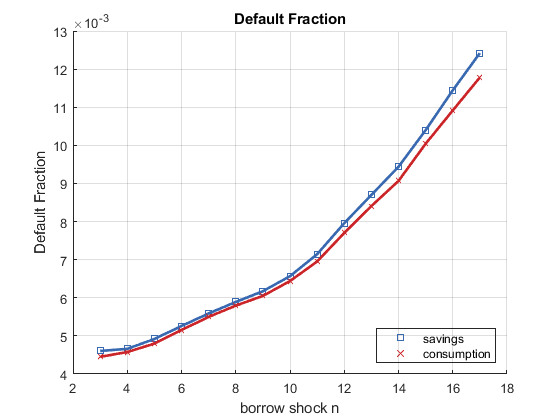 Default Fraction
×10-3
13
12
11
10
9
8
7
6
5
4
Default Fraction
savings
consumption
2 4 6 8 10 12 14 16 18
borrow shock n